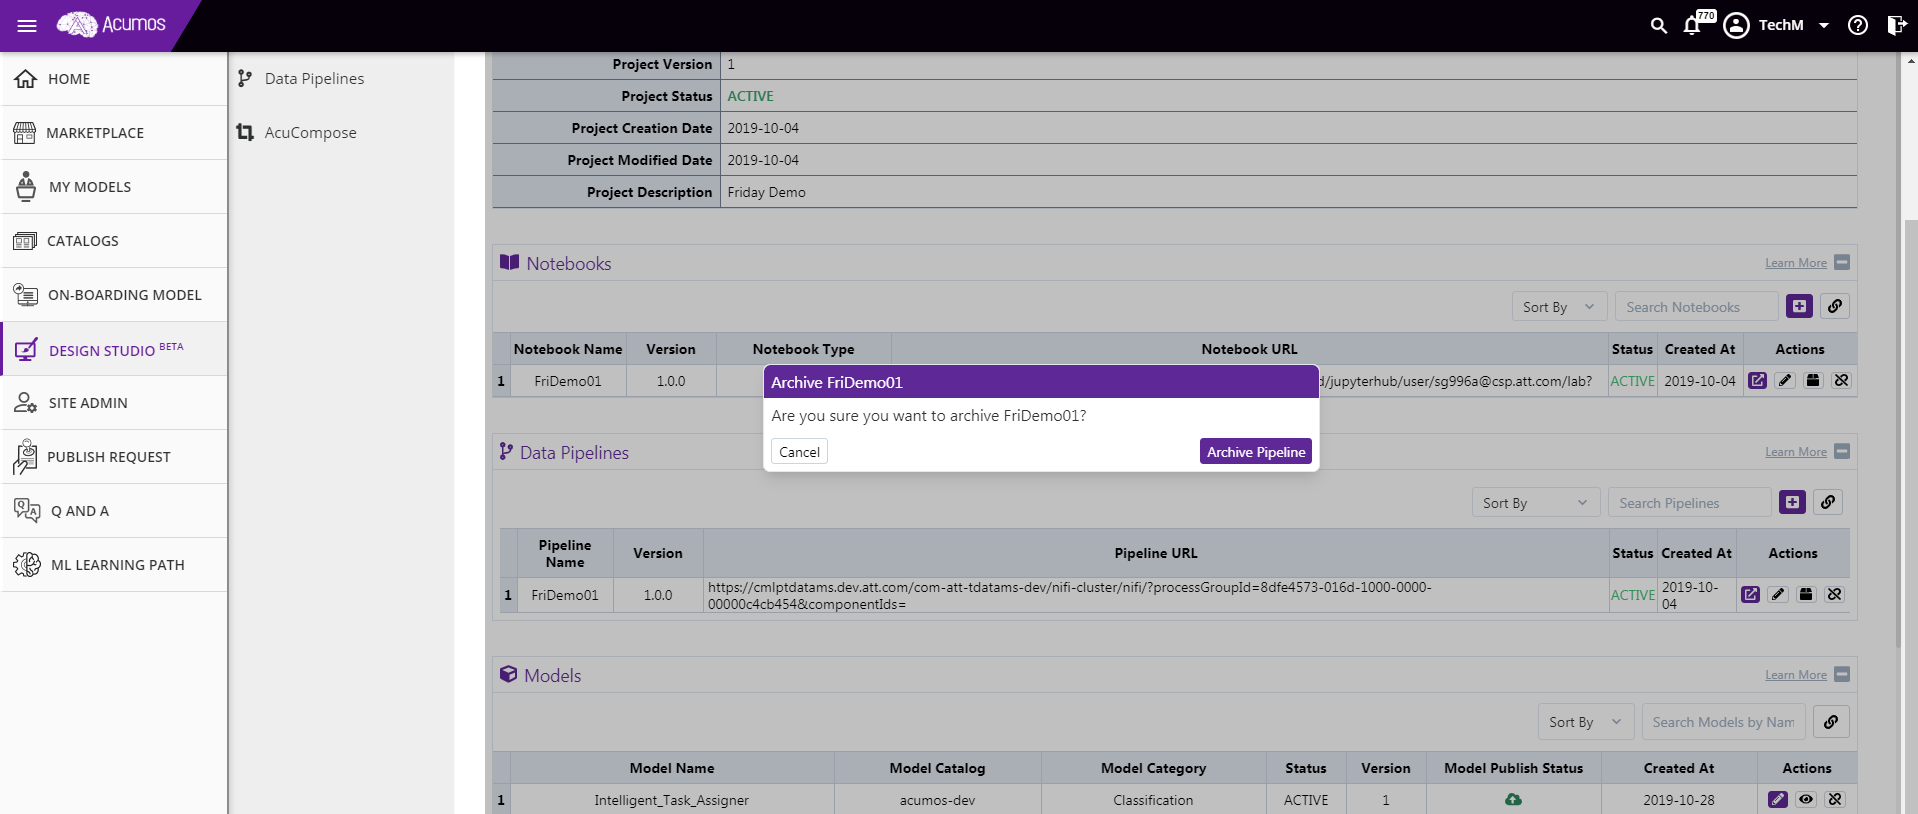 Acumos
770
TechM
HOME
MARKETPLACE
MY MODELS
CATALOGS
ON-BOARDING MODEL
DESIGN STUDIO BETA
SITE ADMIN
PUBLISH REQUEST
Q AND A
ML LEARNING PATH
Data Pipelines
AcuCompose
Project Version 1
Project Status ACTIVE
Project Creation Date 2019-10-04
Project Modified Date 2019-10-04
Project Description Friday Demo
Notebooks Learn More
Sort By Search Notebooks
Notebook Name Version Notebook Type Notebook URL Status Created At Actions
1 FriDemo01 1.0.0 d/jupyterhub/user/sg996a@csp.att.com/lab? ACTIVE 2019-10-04
Archive FriDemo01
Are you sure you want to archive FriDemo01?
Cancel Archive Pipeline
Data Pipelines Learn More
Sort By Search Pipelines
Pipeline Name Version Pipeline URL Status Created At Actions
1 FriDemo01 1.0.0 https://cmlptdatams.dev.att.com/com-att-tdatams-dev/nifi-cluster/nifi/?processGroupId=8dfe4573-016d-1000-0000- ACTIVE 2019-10-
00000c4cb454&componentIds= 04
Models Learn More
Sort By Search Models by Nam
Model Name Model Catalog Model Category Status Version Model Publish Status Created At Actions
1 Intelligent_Task_Assigner acumos-dev Classification ACTIVE 1 2019-10-28